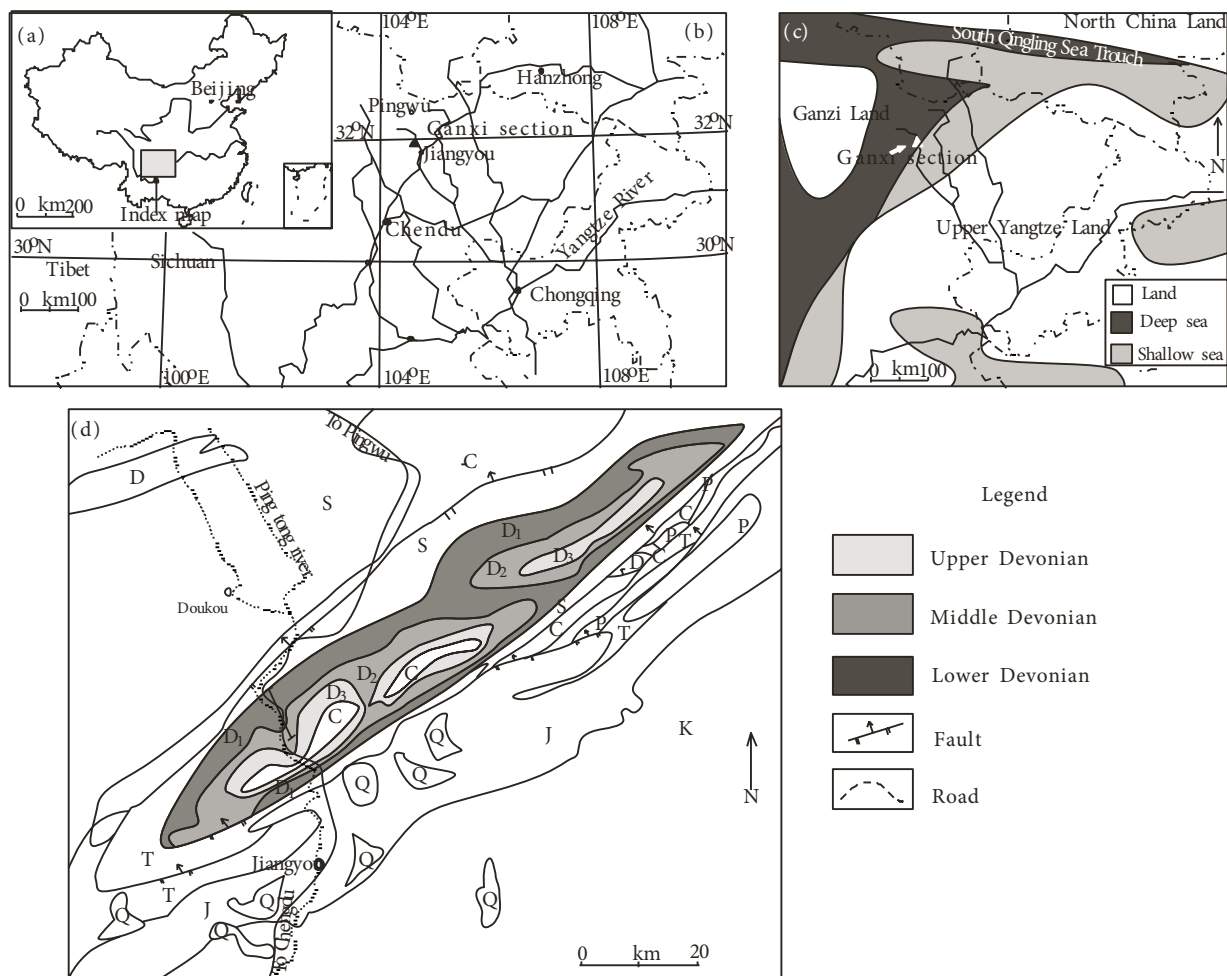 (a)
Beijing
0 km200
Index map
104°E
108°E
(b)
Hanzhong
Pingwu
32°N
Ganxi section
32°N
Jiangyou
Chendu
Yangtze River
30°N
30°N
Tibet
Sichuan
0 km100
Chongqing
100°E
104°E
108°E
(c)
North China Land
South Qingling Sea Trouch
Ganzi Land
Ganxi section
N
Upper Yangtze Land
Land
Deep sea
Shallow sea
0 km100
(d)
To Pingwu
C
D
S
Ping tong river
P
C
P
S
D1
P
T
D3
C
D
D2
Doukou
S
C
P
T
D2
C
D3
C
D1
Q
J
K
Q
Q
D1
N
T
Jiangyou
Q
T
Q
Q
Q
J
Q
To Chengdu
0 km 20
Legend
Upper Devonian
Middle Devonian
Lower Devonian
Fault
Road